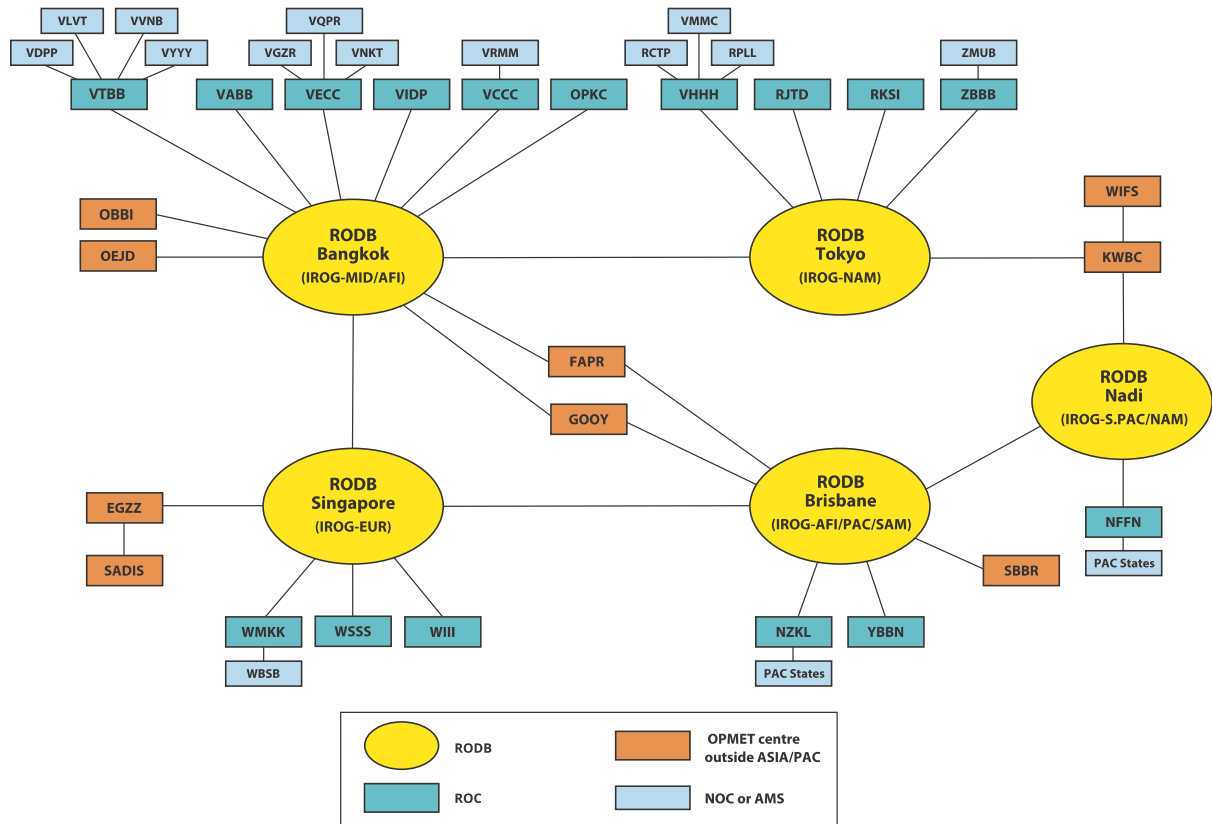 VLVT
VVNB
VQPR
VMMC
VDPP
VYYY
VGZR
VNKT
VRMM
RCTP
RPLL
ZMUB
VTBB
VABB
VECC
VIDP
VCCC
OPKC
VHHH
RJTD
RKSI
ZBBB
OBBI
OEJD
RODB
Bangkok
(IROG-MID/AFI)
RODB
Tokyo
(IROG-NAM)
WIFS
KWBC
FAPR
GOOY
RODB
Nadi
(IROG-S.PAC/NAM)
EGZZ
SADIS
RODB
Singapore
(IROG-EUR)
RODB
Brisbane
(IROG-AFI/PAC/SAM)
NFFN
PAC States
SBBR
WMKK
WSSS
WIII
NZKL
YBBN
WBSB
PAC States
RODB
OPMET centre
outside ASIA/PAC
ROC
NOC or AMS